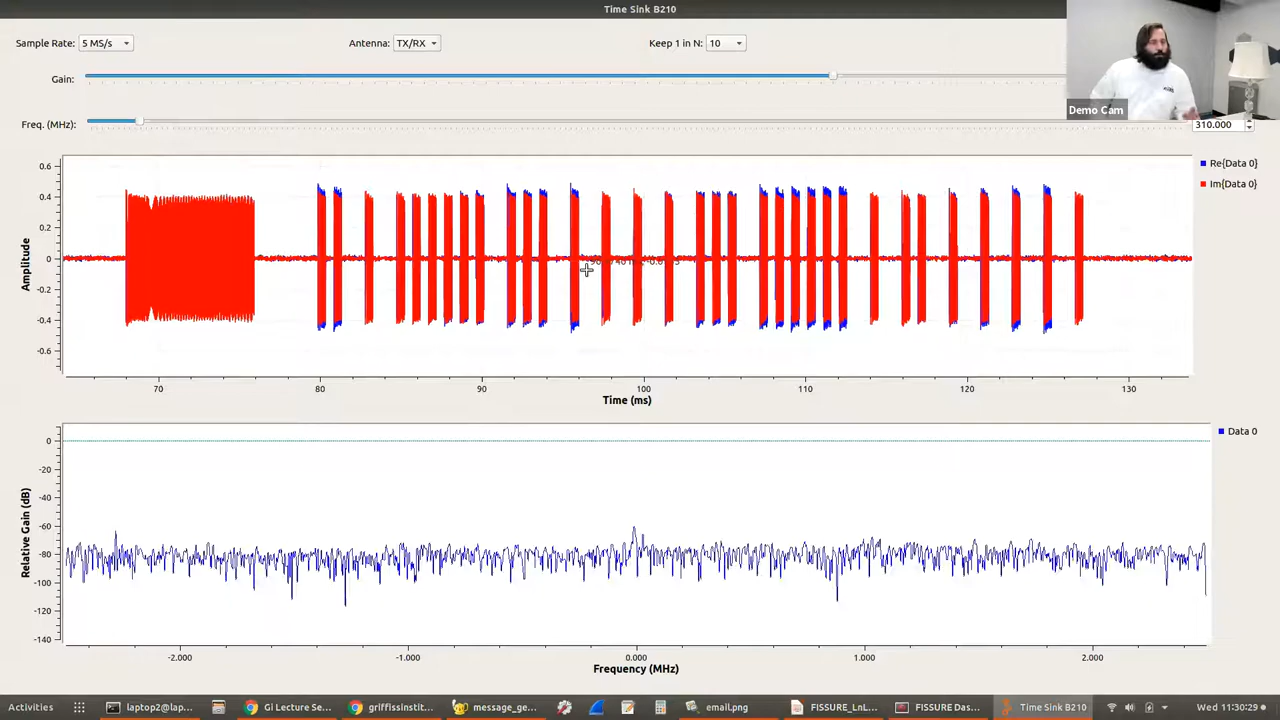 Time Sink B210
Sample Rate: 5 MS/s Antenna: TX/RX Keep 1 in N: 10
Gain:
Demo Cam
Freq. (MHz): 310.000
Re{Data 0}
Im{Data 0}
Amplitude
0.6
0.4
0.2
0
-0.2
-0.4
-0.6
70 80 90 100 110 120 130
Time (ms)
Data 0
Relative Gain (dB)
0
-20
-40
-60
-80
-100
-120
-140
-2.000 -1.000 0.000 1.000 2.000
Frequency (MHz)
Activities laptop2@lap... GI Lecture Se... griffissinstit... message_ge... email.png FISSURE_LnL... FISSURE Das... Time Sink B210 Wed 11:30:29